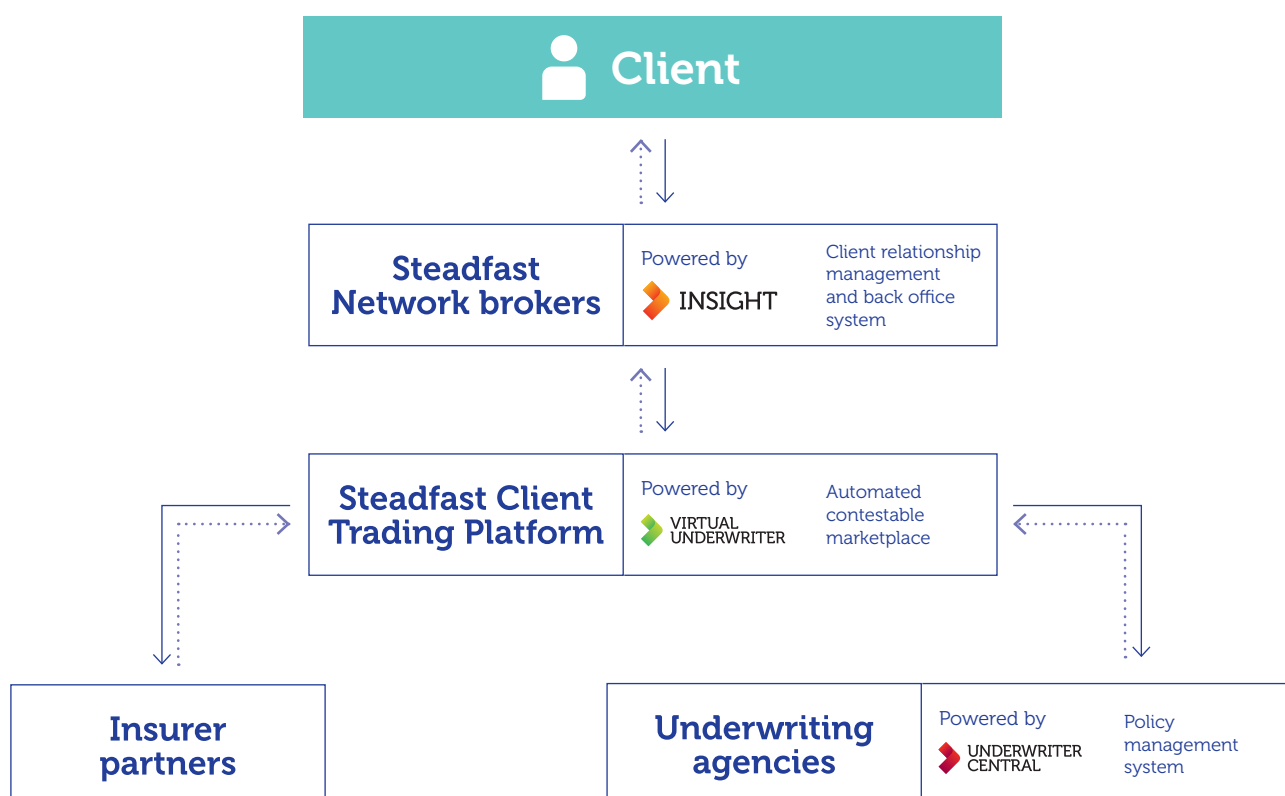 Client
Steadfast
Network brokers
Powered by
INSIGHT
Client relationship
management
and back office
system
Steadfast Client
Trading Platform
Powered by
VIRTUAL
UNDERWRITER
Automated
contestable
marketplace
Insurer
partners
Underwriting
agencies
Powered by
UNDERWRITER
CENTRAL
Policy
management
system